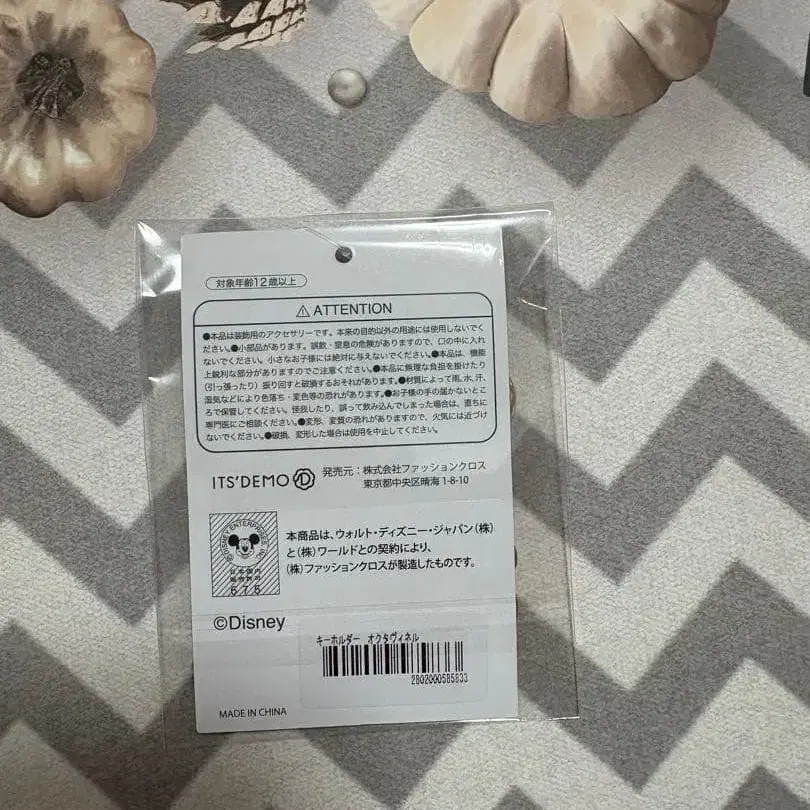 対象年齢12歳以上
⚠ ATTENTION
●本品は装飾用のアクセサリーです。本来の目的以外の用途には使用しないでく
ださい。●小部品があります。誤飲・窒息の危険がありますので、口の中に入れ
ないでください。小さなお子様には絶対に与えないでください。●本品は、機能
上鋭利な部分がありますのでご注意ください。●本品に無理な負担を掛けたり
(引っ張ったり)振り回すと破損するおそれがあります。●材質によって雨、水、汗、
湿気などにより色落ち・変色等の恐れがあります。●お子様の手の届かないとこ
ろで保管してください。怪我したり、誤って飲み込んでしまった場合は、直ちに
専門医にご相談ください。●変形、変質の恐れがありますので、火気には近づけ
ないでください。●破損、変形した場合は使用を中止してください。
ITS'DEMO
発売元：株式会社ファッションクロス
東京都中央区晴海 1-8-10
©DISNEY ENTERPRISES, INC.
日本国内
販売許可
675
本商品は、ウォルト・ディズニー・ジャパン(株)
と(株)ワールドとの契約により、
(株)ファッションクロスが製造したものです。
©Disney
キーホルダー オクタヴィネル
2802000585833
MADE IN CHINA